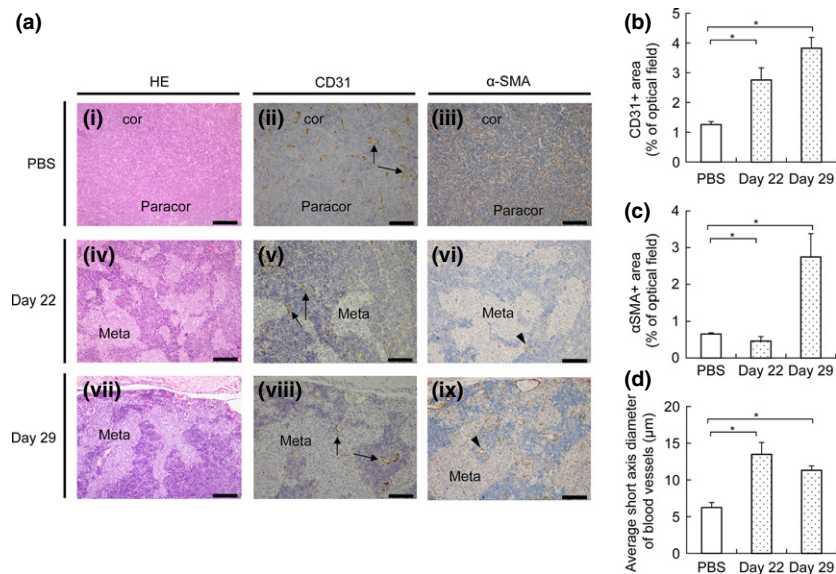 (a)
HE CD31 α-SMA
PBS
(i) cor Paracor
(ii) cor
(iii) Paracor
Day 22
(iv) Meta
(v) Meta
(vi) Meta
Day 29
(vii) Meta
(viii) Meta
(ix) Meta
(b)
CD31+ area
(% of optical field)
5
4
3
2
1
0
* *
PBS Day 22 Day 29
(c)
αSMA+ area
(% of optical field)
4
3
2
1
0
* *
PBS Day 22 Day 29
(d)
Average short axis diameter
of blood vessels (μm)
20
15
10
5
0
* *
PBS Day 22 Day 29